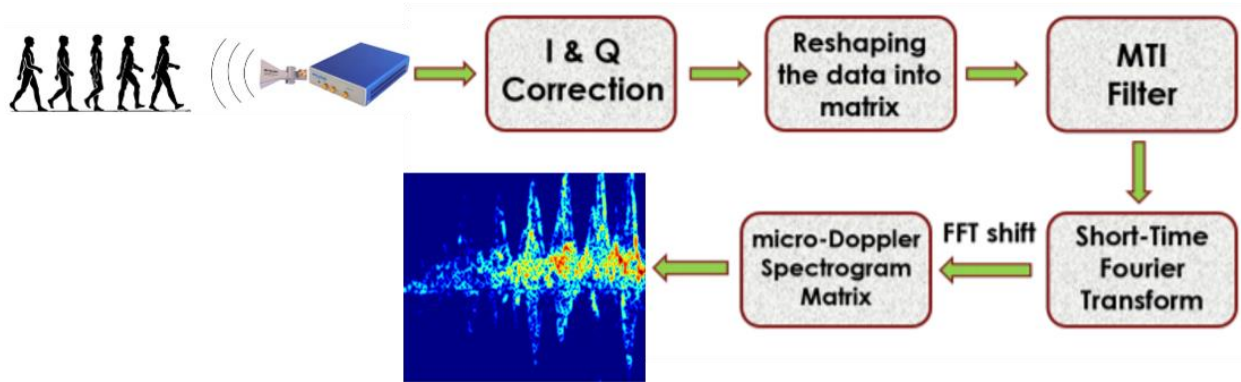 I & Q
Correction
Reshaping
the data into
matrix
MTI
Filter
Short-Time
Fourier
Transform
FFT shift
micro-Doppler
Spectrogram
Matrix